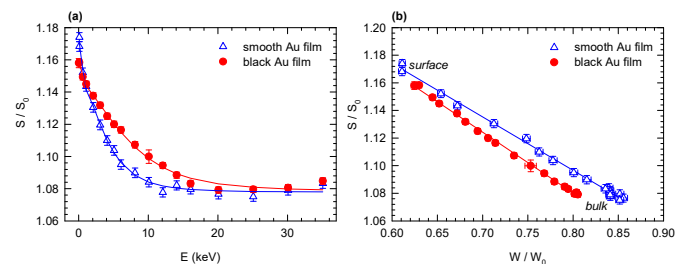 (a)
1.18
1.16
1.14
1.12
1.10
1.08
1.06
S / S0
0
10
20
30
E (keV)
smooth Au film
black Au film
(b)
1.20
1.18
1.16
1.14
1.12
1.10
1.08
1.06
S / S0
0.60
0.65
0.70
0.75
0.80
0.85
0.90
W / W0
surface
bulk
smooth Au film
black Au film